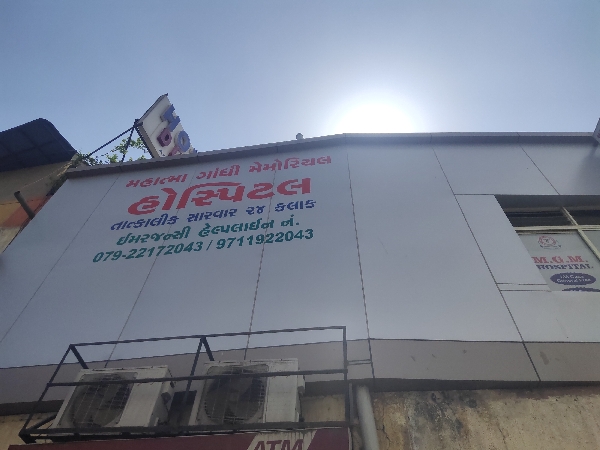 મહાત્મા ગાંધી મેમોરિયલ
હોસ્પિટલ
તાત્કાલીક સારવાર ૨૪ કલાક
ઈમરજન્સી હેલ્પલાઈન નં.
079-22172043 / 9711922043
M.G.M.
HOSPITAL
ATM